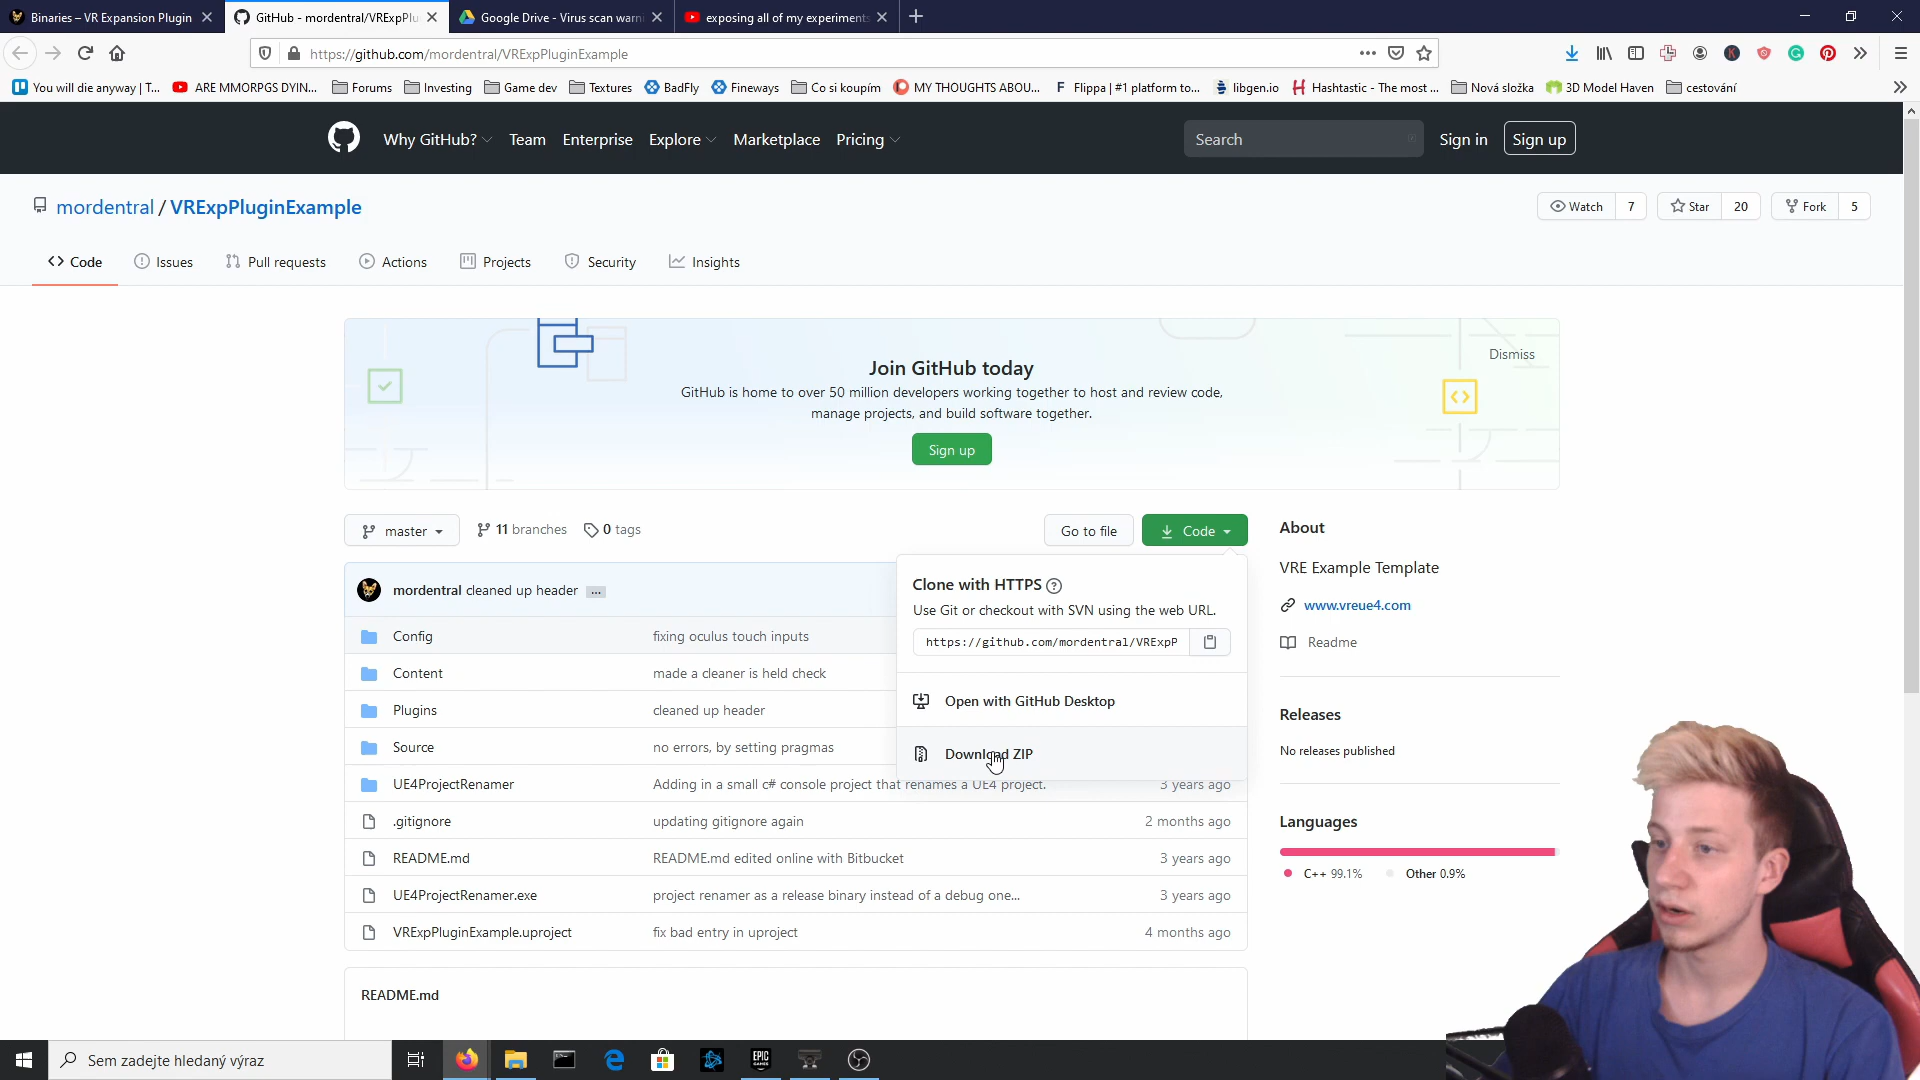 Binaries – VR Expansion Plugin
GitHub - mordentral/VRExpPlu
Google Drive - Virus scan warni
exposing all of my experiments
https://github.com/mordentral/VRExpPluginExample
You will die anyway | T...
ARE MMORPGS DYIN...
Forums
Investing
Game dev
Textures
BadFly
Fineways
Co si koupím
MY THOUGHTS ABOU...
Flippa | #1 platform to...
libgen.io
Hashtastic - The most ...
Nová složka
3D Model Haven
cestování
Why GitHub?
Team
Enterprise
Explore
Marketplace
Pricing
Search
Sign in
Sign up
mordentral / VRExpPluginExample
Watch 7
Star 20
Fork 5
Code
Issues
Pull requests
Actions
Projects
Security
Insights
Join GitHub today
Dismiss
GitHub is home to over 50 million developers working together to host and review code,
manage projects, and build software together.
Sign up
master
11 branches
0 tags
Go to file
Code
About
VRE Example Template
www.vreue4.com
Readme
Clone with HTTPS
Use Git or checkout with SVN using the web URL.
https://github.com/mordentral/VRExpP
Open with GitHub Desktop
Download ZIP
mordentral cleaned up header ...
Config fixing oculus touch inputs
Content made a cleaner is held check
Plugins cleaned up header
Source no errors, by setting pragmas
UE4ProjectRenamer Adding in a small c# console project that renames a UE4 project. 3 years ago
.gitignore updating gitignore again 2 months ago
README.md README.md edited online with Bitbucket 3 years ago
UE4ProjectRenamer.exe project renamer as a release binary instead of a debug one... 3 years ago
VRExpPluginExample.uproject fix bad entry in uproject 4 months ago
Releases
No releases published
Languages
C++ 99.1%
Other 0.9%
README.md
Sem zadejte hledaný výraz
EPIC
GAMES